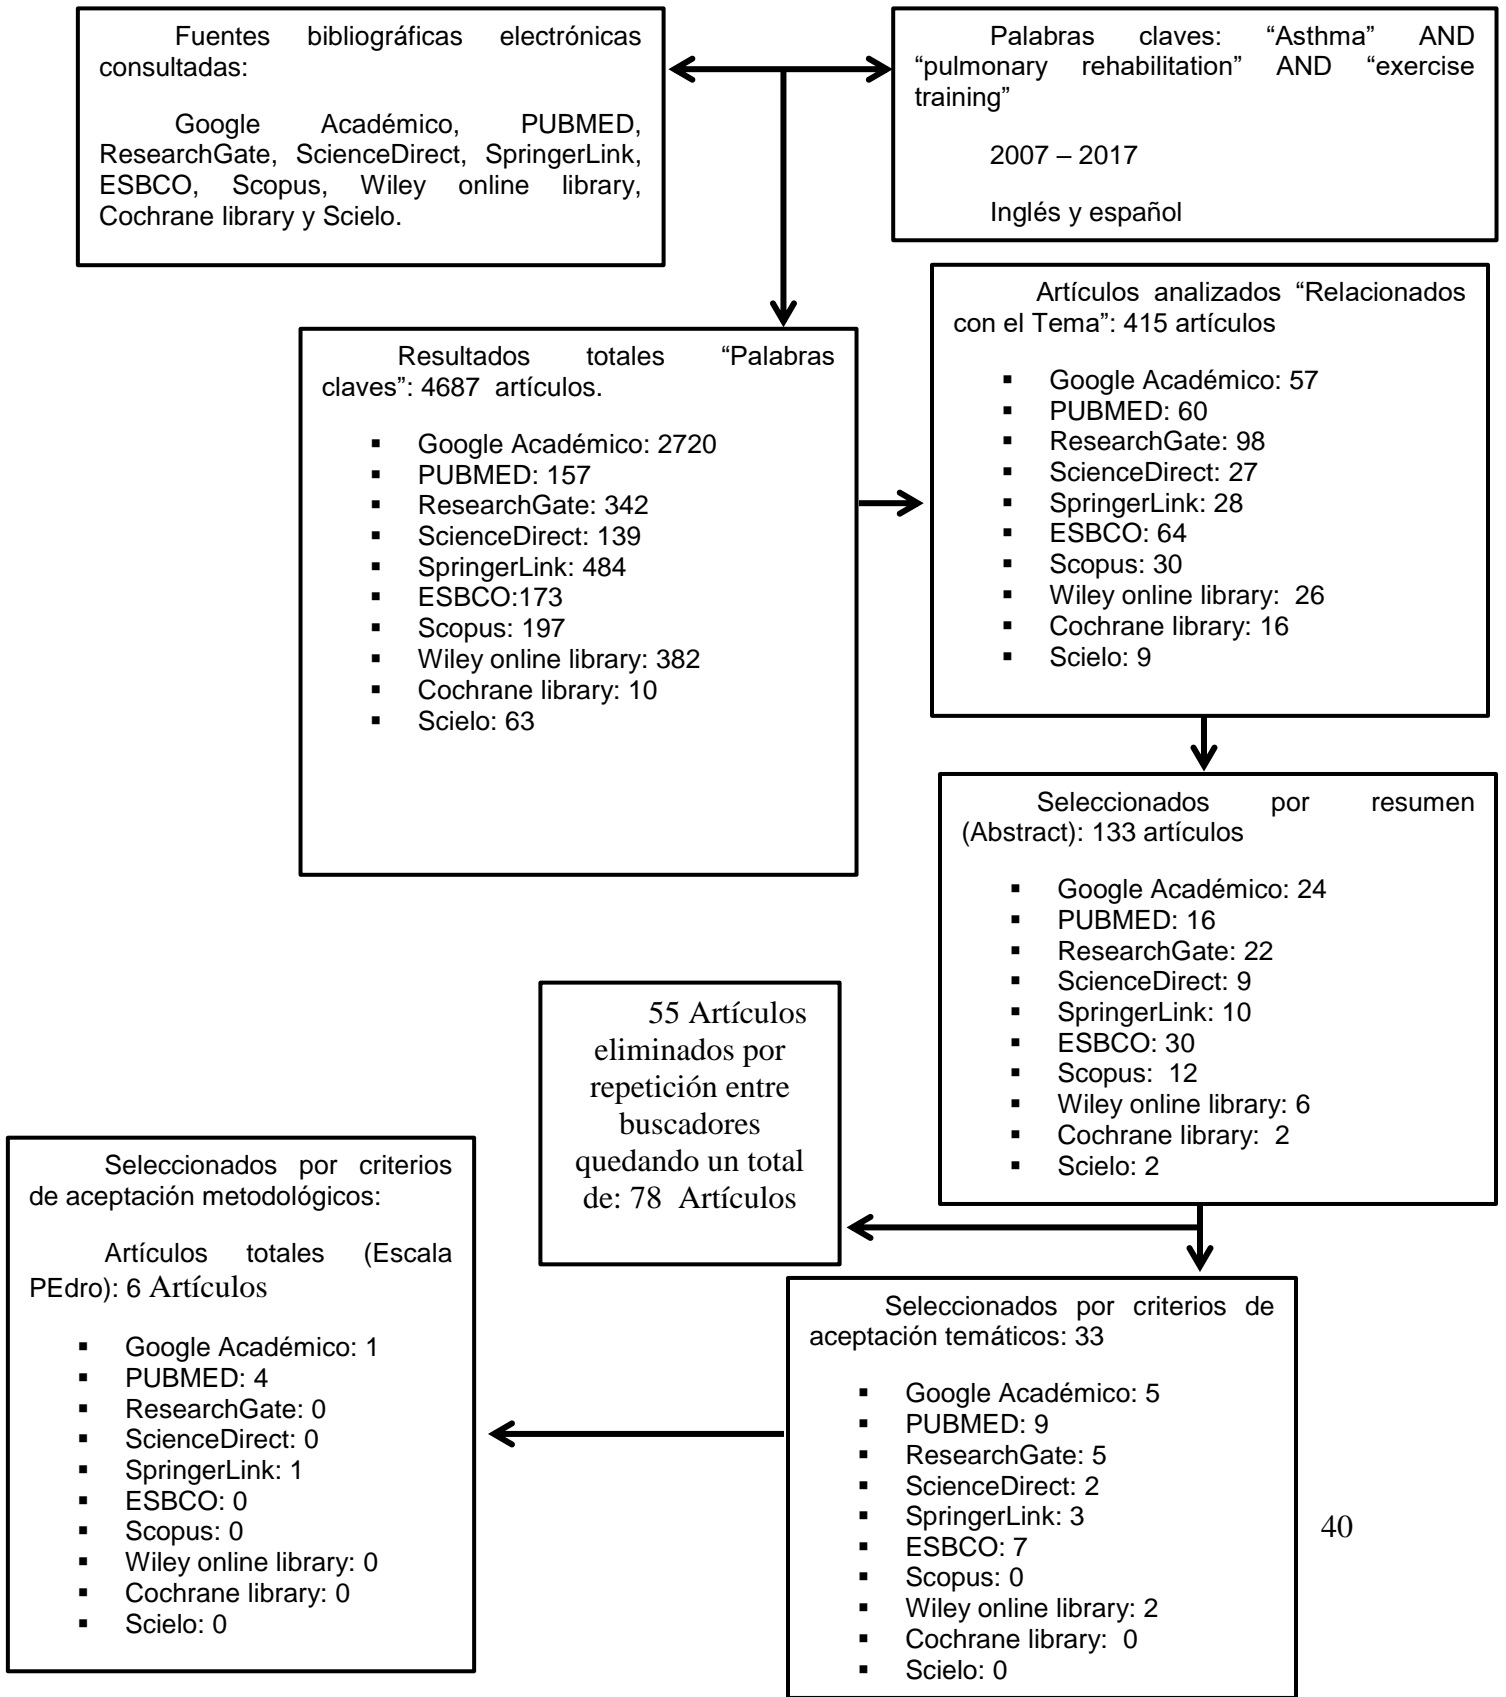 Fuentes bibliográficas electrónicas
consultadas:
Google Académico, PUBMED,
ResearchGate, ScienceDirect, SpringerLink,
ESBCO, Scopus, Wiley online library,
Cochrane library y Scielo.
Palabras claves: “Asthma” AND
“pulmonary rehabilitation” AND “exercise
training”
2007 – 2017
Inglés y español
Resultados totales “Palabras
claves”: 4687 artículos.
▪ Google Académico: 2720
▪ PUBMED: 157
▪ ResearchGate: 342
▪ ScienceDirect: 139
▪ SpringerLink: 484
▪ ESBCO:173
▪ Scopus: 197
▪ Wiley online library: 382
▪ Cochrane library: 10
▪ Scielo: 63
Artículos analizados “Relacionados
con el Tema”: 415 artículos
▪ Google Académico: 57
▪ PUBMED: 60
▪ ResearchGate: 98
▪ ScienceDirect: 27
▪ SpringerLink: 28
▪ ESBCO: 64
▪ Scopus: 30
▪ Wiley online library: 26
▪ Cochrane library: 16
▪ Scielo: 9
Seleccionados por resumen
(Abstract): 133 artículos
▪ Google Académico: 24
▪ PUBMED: 16
▪ ResearchGate: 22
▪ ScienceDirect: 9
▪ SpringerLink: 10
▪ ESBCO: 30
▪ Scopus: 12
▪ Wiley online library: 6
▪ Cochrane library: 2
▪ Scielo: 2
55 Artículos
eliminados por
repetición entre
buscadores
quedando un total
de: 78 Artículos
Seleccionados por criterios de
aceptación temáticos: 33
▪ Google Académico: 5
▪ PUBMED: 9
▪ ResearchGate: 5
▪ ScienceDirect: 2
▪ SpringerLink: 3
▪ ESBCO: 7
▪ Scopus: 0
▪ Wiley online library: 2
▪ Cochrane library: 0
▪ Scielo: 0
Seleccionados por criterios
de aceptación metodológicos:
Artículos totales (Escala
PEdro): 6 Artículos
▪ Google Académico: 1
▪ PUBMED: 4
▪ ResearchGate: 0
▪ ScienceDirect: 0
▪ SpringerLink: 1
▪ ESBCO: 0
▪ Scopus: 0
▪ Wiley online library: 0
▪ Cochrane library: 0
▪ Scielo: 0
40